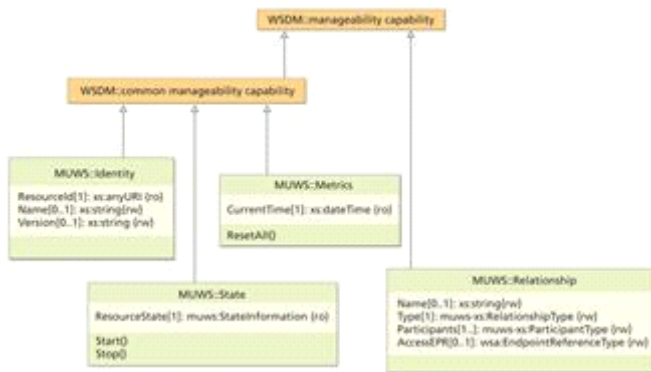 WSDM::manageability capability
WSDM::common manageability capability
MUWS::Identity
ResourceId[1]: xs:anyURI {ro}
Name[0..1]: xs:string{rw}
Version[0..1]: xs:string {rw}
MUWS::Metrics
CurrentTime[1]: xs:dateTime {ro}
ResetAll()
MUWS::State
ResourceState[1]: muws:StateInformation {ro}
Start()
Stop()
MUWS::Relationship
Name[0..1]: xs:string{rw}
Type[1]: muws-xs:RelationshipType {rw}
Participants[1..]: muws-xs:ParticipantType {rw}
AccessEPR[0..1]: wsa:EndpointReferenceType {rw}